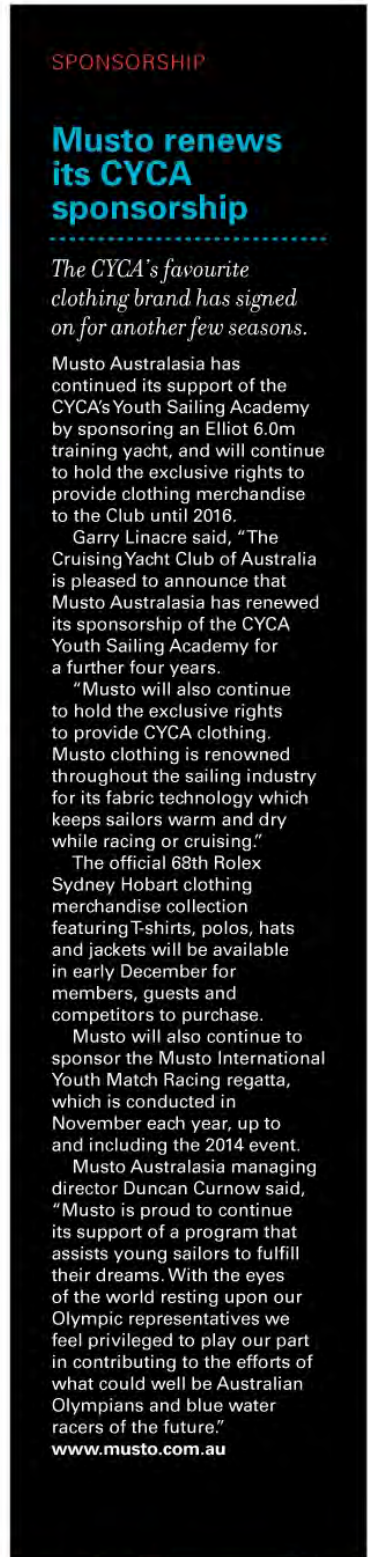 SPONSORSHIP
Musto renews
its CYCA
sponsorship
The CYCA's favourite
clothing brand has signed
on for another few seasons.
Musto Australasia has
continued its support of the
CYCA's Youth Sailing Academy
by sponsoring an Elliot 6.0m
training yacht, and will continue
to hold the exclusive rights to
provide clothing merchandise
to the Club until 2016.
Garry Linacre said, "The
Cruising Yacht Club of Australia
is pleased to announce that
Musto Australasia has renewed
its sponsorship of the CYCA
Youth Sailing Academy for
a further four years.
"Musto will also continue
to hold the exclusive rights
to provide CYCA clothing.
Musto clothing is renowned
throughout the sailing industry
for its fabric technology which
keeps sailors warm and dry
while racing or cruising."
The official 68th Rolex
Sydney Hobart clothing
merchandise collection
featuring T-shirts, polos, hats
and jackets will be available
in early December for
members, guests and
competitors to purchase.
Musto will also continue to
sponsor the Musto International
Youth Match Racing regatta,
which is conducted in
November each year, up to
and including the 2014 event.
Musto Australasia managing
director Duncan Curnow said,
"Musto is proud to continue
its support of a program that
assists young sailors to fulfill
their dreams. With the eyes
of the world resting upon our
Olympic representatives we
feel privileged to play our part
in contributing to the efforts of
what could well be Australian
Olympians and blue water
racers of the future."
www.musto.com.au